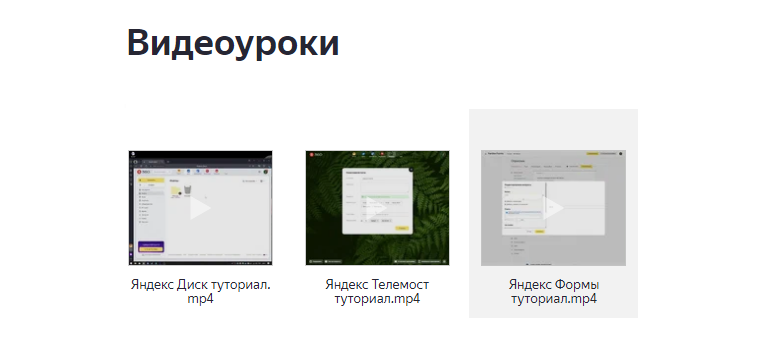 Видеоуроки
Яндекс Диск туториал.
mp4
Яндекс Телемост
туториал.mp4
Яндекс Формы
туториал.mp4